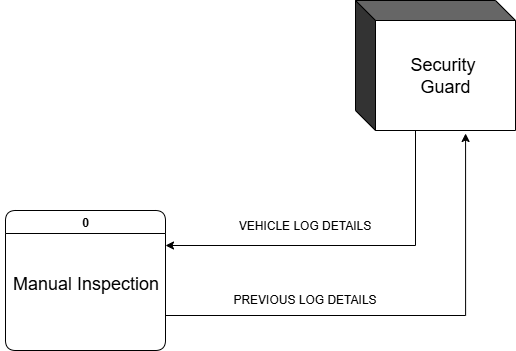 Security
Guard
0
VEHICLE LOG DETAILS
Manual Inspection
PREVIOUS LOG DETAILS